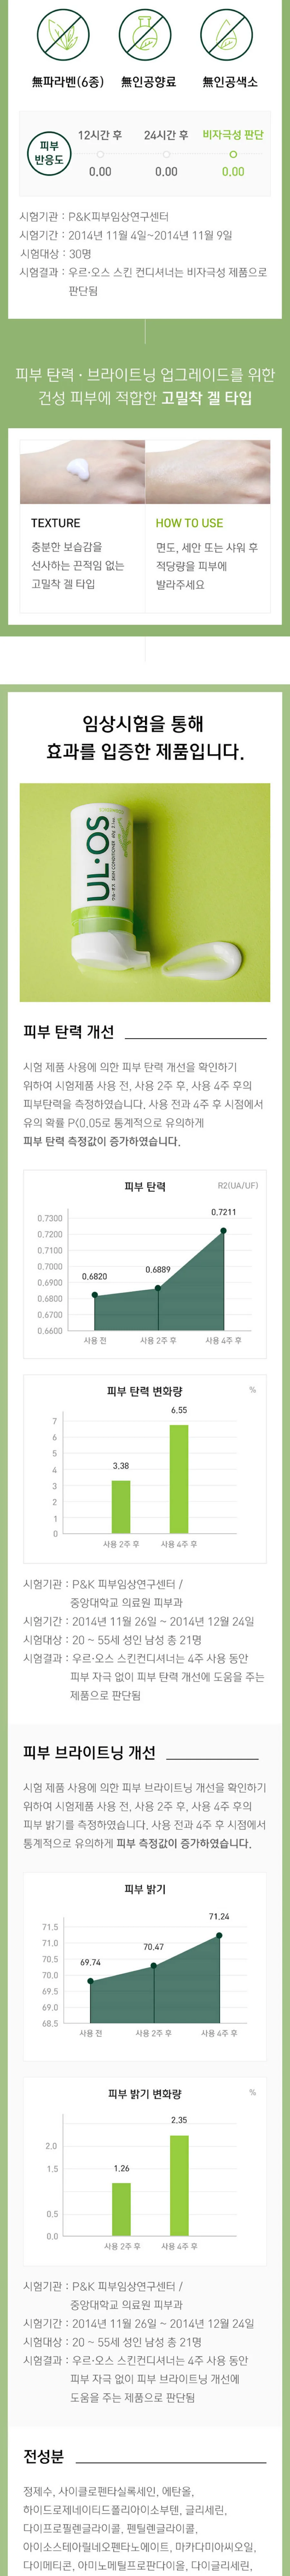 無파라벤(6종) 無인공향료 無인공색소
피부
반응도
12시간 후 24시간 후 비자극성 판단
0.00 0.00 0.00
시험기관 : P&K피부임상연구센터
시험기간 : 2014년 11월 4일~2014년 11월 9일
시험대상 : 30명
시험결과 : 우르·오스 스킨 컨디셔너는 비자극성 제품으로
판단됨
피부 탄력 · 브라이트닝 업그레이드를 위한
건성 피부에 적합한 고밀착 겔 타입
TEXTURE
충분한 보습감을
선사하는 끈적임 없는
고밀착 겔 타입
HOW TO USE
면도, 세안 또는 샤워 후
적당량을 피부에
발라주세요
임상시험을 통해
효과를 입증한 제품입니다.
UL·OS
피부 탄력 개선
시험 제품 사용에 의한 피부 탄력 개선을 확인하기
위하여 시험제품 사용 전, 사용 2주 후, 사용 4주 후의
피부탄력을 측정하였습니다. 사용 전과 4주 후 시점에서
유의 확률 P<0.05로 통계적으로 유의하게
피부 탄력 측정값이 증가하였습니다.
피부 탄력 R2(UA/UF)
0.7300
0.7200
0.7100
0.7000
0.6900
0.6800
0.6700
0.6600
0.6820
0.6889
0.7211
사용 전 사용 2주 후 사용 4주 후
피부 탄력 변화량 %
7
6
5
4
3
2
1
0
3.38
6.55
사용 2주 후 사용 4주 후
시험기관 : P&K 피부임상연구센터 /
중앙대학교 의료원 피부과
시험기간 : 2014년 11월 26일 ~ 2014년 12월 24일
시험대상 : 20 ~ 55세 성인 남성 총 21명
시험결과 : 우르·오스 스킨컨디셔너는 4주 사용 동안
피부 자극 없이 피부 탄력 개선에 도움을 주는
제품으로 판단됨
피부 브라이트닝 개선
시험 제품 사용에 의한 피부 브라이트닝 개선을 확인하기
위하여 시험제품 사용 전, 사용 2주 후, 사용 4주 후의
피부 밝기를 측정하였습니다. 사용 전과 4주 후 시점에서
통계적으로 유의하게 피부 측정값이 증가하였습니다.
피부 밝기
71.5
71.0
70.5
70.0
69.5
69.0
68.5
69.74
70.47
71.24
사용 전 사용 2주 후 사용 4주 후
피부 밝기 변화량 %
2.0
1.5
0.5
0.0
1.26
2.35
사용 2주 후 사용 4주 후
시험기관 : P&K 피부임상연구센터 /
중앙대학교 의료원 피부과
시험기간 : 2014년 11월 26일 ~ 2014년 12월 24일
시험대상 : 20 ~ 55세 성인 남성 총 21명
시험결과 : 우르·오스 스킨컨디셔너는 4주 사용 동안
피부 자극 없이 피부 브라이트닝 개선에
도움을 주는 제품으로 판단됨
전성분
정제수, 사이클로펜타실록세인, 에탄올,
하이드로제네이티드폴리아이소부텐, 글리세린,
다이프로필렌글라이콜, 펜틸렌글라이콜,
아이소스테아릴네오펜타노에이트, 마카다미아씨오일,
다이메티콘, 아미노메틸프로판다이올, 다이글리세린,